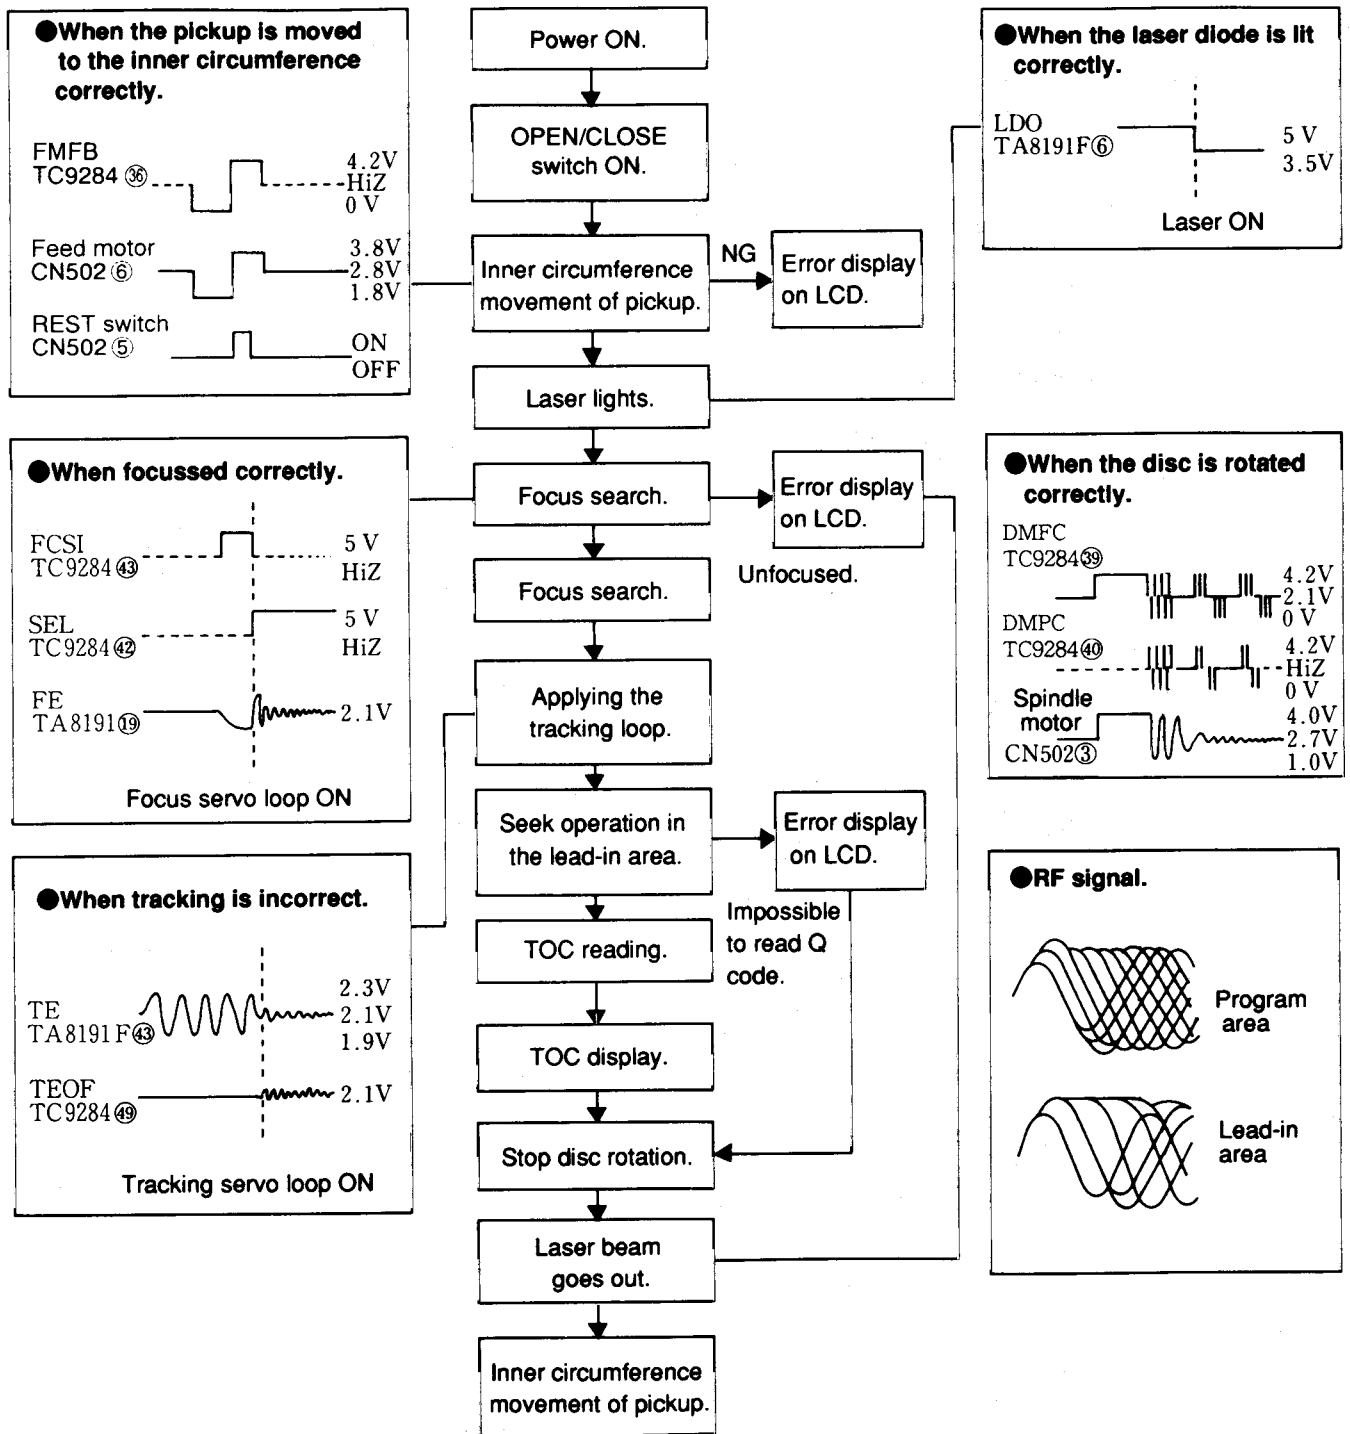 ●When the pickup is moved
to the inner circumference
correctly.
FMFB
TC9284 ㊱
4.2V
HiZ
0 V
Feed motor
CN502 ⑥
3.8V
2.8V
1.8V
REST switch
CN502 ⑤
ON
OFF
Power ON.
OPEN/CLOSE
switch ON.
Inner circumference
movement of pickup.
NG
Error display
on LCD.
Laser lights.
●When the laser diode is lit
correctly.
LDO
TA8191F⑥
5 V
3.5V
Laser ON
●When focussed correctly.
FCSI
TC9284㊸
5 V
HiZ
SEL
TC9284㊷
5 V
HiZ
FE
TA8191⑲
2.1V
Focus servo loop ON
Focus search.
Error display
on LCD.
Unfocused.
Focus search.
Applying the
tracking loop.
●When the disc is rotated
correctly.
DMFC
TC9284㊴
4.2V
2.1V
0 V
DMPC
TC9284㊵
4.2V
HiZ
0 V
Spindle
motor
CN502③
4.0V
2.7V
1.0V
Seek operation in
the lead-in area.
Error display
on LCD.
Impossible
to read Q
code.
●When tracking is incorrect.
TE
TA8191F㊸
2.3V
2.1V
1.9V
TEOF
TC9284㊾
2.1V
Tracking servo loop ON
TOC reading.
TOC display.
Stop disc rotation.
Laser beam
goes out.
Inner circumference
movement of pickup.
●RF signal.
Program
area
Lead-in
area